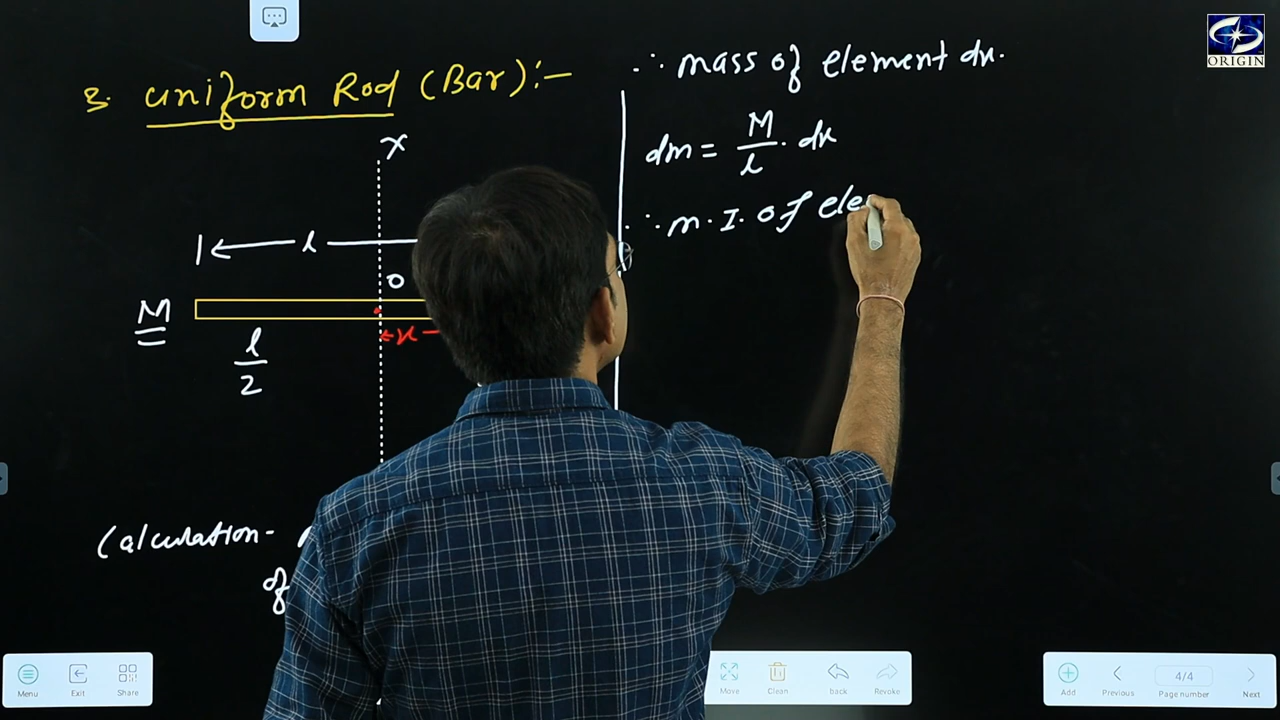 3. Uniform Rod (Bar):-
X
l
O
M
x
l/2
Calculation-
of
∴ mass of element dx.
dm = M/l . dx
∴ M.I. of ele
ORIGIN
Menu Exit Share
Move Clean back Revoke
Add Previous 4/4 Page number Next